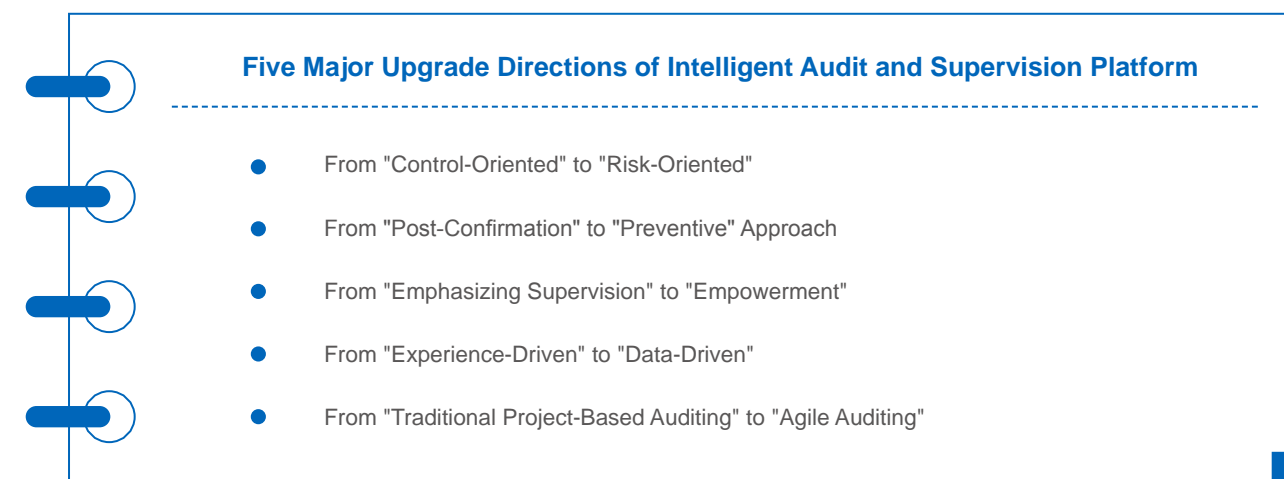 Five Major Upgrade Directions of Intelligent Audit and Supervision Platform
From "Control-Oriented" to "Risk-Oriented"
From "Post-Confirmation" to "Preventive" Approach
From "Emphasizing Supervision" to "Empowerment"
From "Experience-Driven" to "Data-Driven"
From "Traditional Project-Based Auditing" to "Agile Auditing"